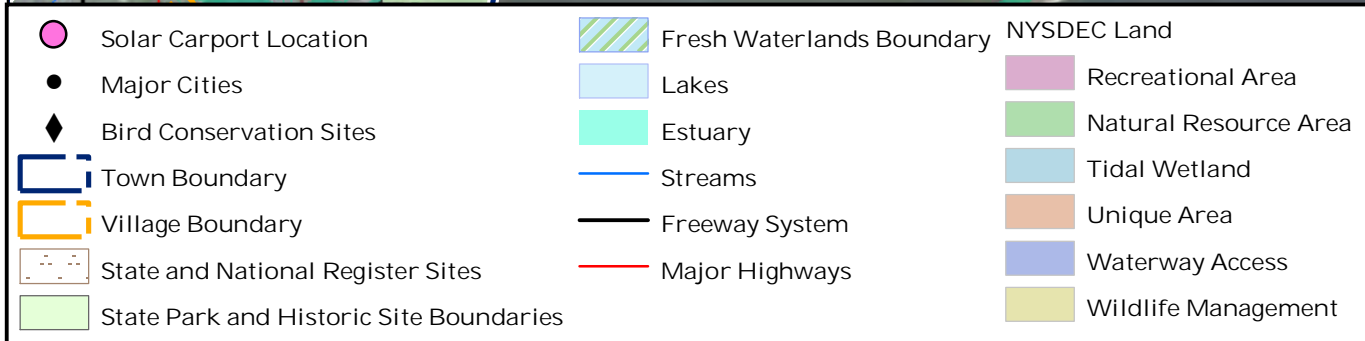 Solar Carport Location
Major Cities
Bird Conservation Sites
Town Boundary
Village Boundary
State and National Register Sites
State Park and Historic Site Boundaries
Fresh Waterlands Boundary
Lakes
Estuary
Streams
Freeway System
Major Highways
NYSDEC Land
Recreational Area
Natural Resource Area
Tidal Wetland
Unique Area
Waterway Access
Wildlife Management